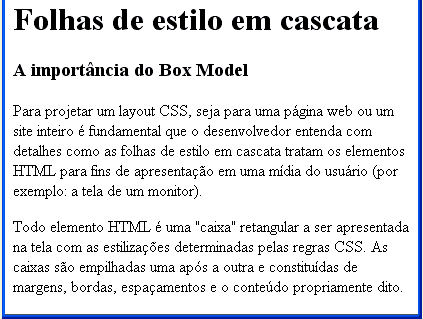 Folhas de estilo em cascata
A importância do Box Model
Para projetar um layout CSS, seja para uma página web ou um
site inteiro é fundamental que o desenvolvedor entenda com
detalhes como as folhas de estilo em cascata tratam os elementos
HTML para fins de apresentação em uma mídia do usuário (por
exemplo: a tela de um monitor).
Todo elemento HTML é uma "caixa" retangular a ser apresentada
na tela com as estilizações determinadas pelas regras CSS. As
caixas são empilhadas uma após a outra e constituídas de
margens, bordas, espaçamentos e o conteúdo propriamente dito.